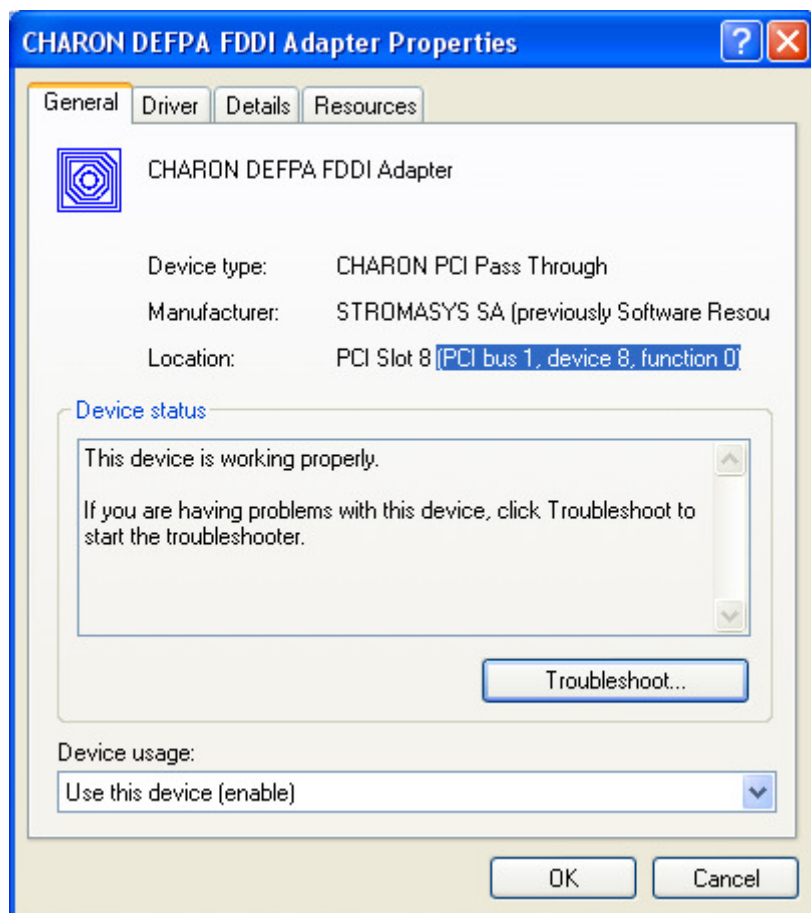 CHARON DEFPA FDDI Adapter Properties
General Driver Details Resources
CHARON DEFPA FDDI Adapter
Device type: CHARON PCI Pass Through
Manufacturer: STROMASYS SA (previously Software Resou
Location: PCI Slot 8 (PCI bus 1, device 8, function 0)
Device status
This device is working properly.
If you are having problems with this device, click Troubleshoot to
start the troubleshooter.
Troubleshoot...
Device usage:
Use this device (enable)
OK Cancel